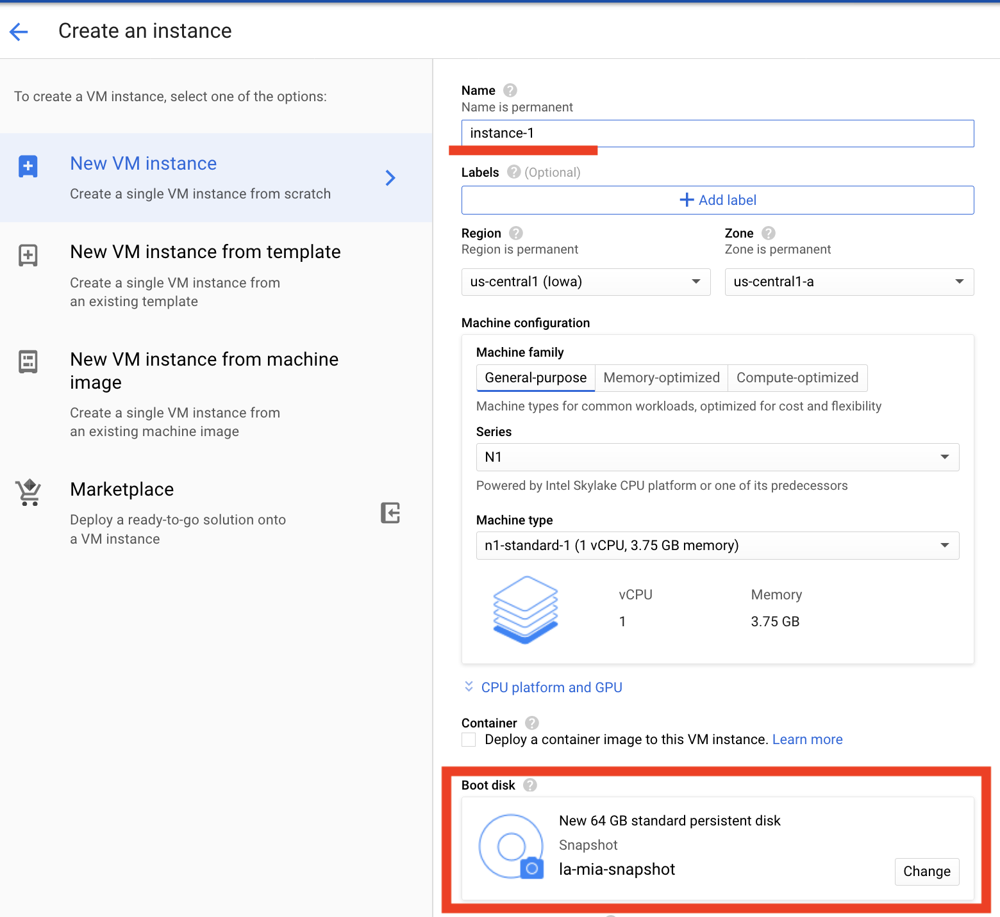 Create an instance
To create a VM instance, select one of the options:
New VM instance
Create a single VM instance from scratch
New VM instance from template
Create a single VM instance from
an existing template
New VM instance from machine
image
Create a single VM instance from
an existing machine image
Marketplace
Deploy a ready-to-go solution onto
a VM instance
Name ?
Name is permanent
instance-1
Labels ? (Optional)
+ Add label
Region ?
Region is permanent
us-central1 (Iowa)
Zone ?
Zone is permanent
us-central1-a
Machine configuration
Machine family
General-purpose Memory-optimized Compute-optimized
Machine types for common workloads, optimized for cost and flexibility
Series
N1
Powered by Intel Skylake CPU platform or one of its predecessors
Machine type
n1-standard-1 (1 vCPU, 3.75 GB memory)
vCPU Memory
1 3.75 GB
CPU platform and GPU
Container ?
Deploy a container image to this VM instance. Learn more
Boot disk ?
New 64 GB standard persistent disk
Snapshot
la-mia-snapshot
Change